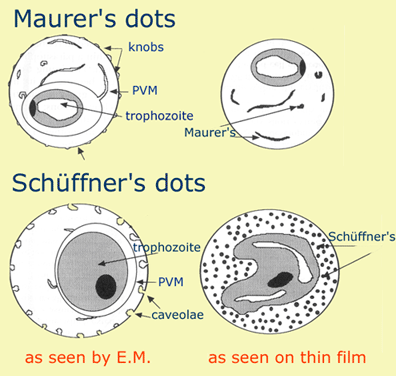 Maurer's dots
knobs
PVM
trophozoite
Maurer's
Schüffner's dots
trophozoite
Schüffner's
PVM
caveolae
as seen by E.M.
as seen on thin film